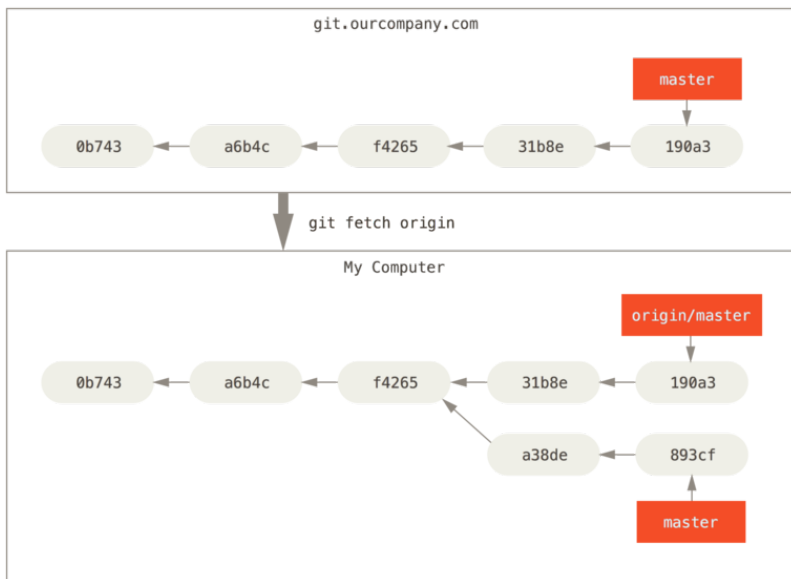 git.ourcompany.com
master
0b743 a6b4c f4265 31b8e 190a3
git fetch origin
My Computer
origin/master
0b743 a6b4c f4265 31b8e 190a3
a38de 893cf
master